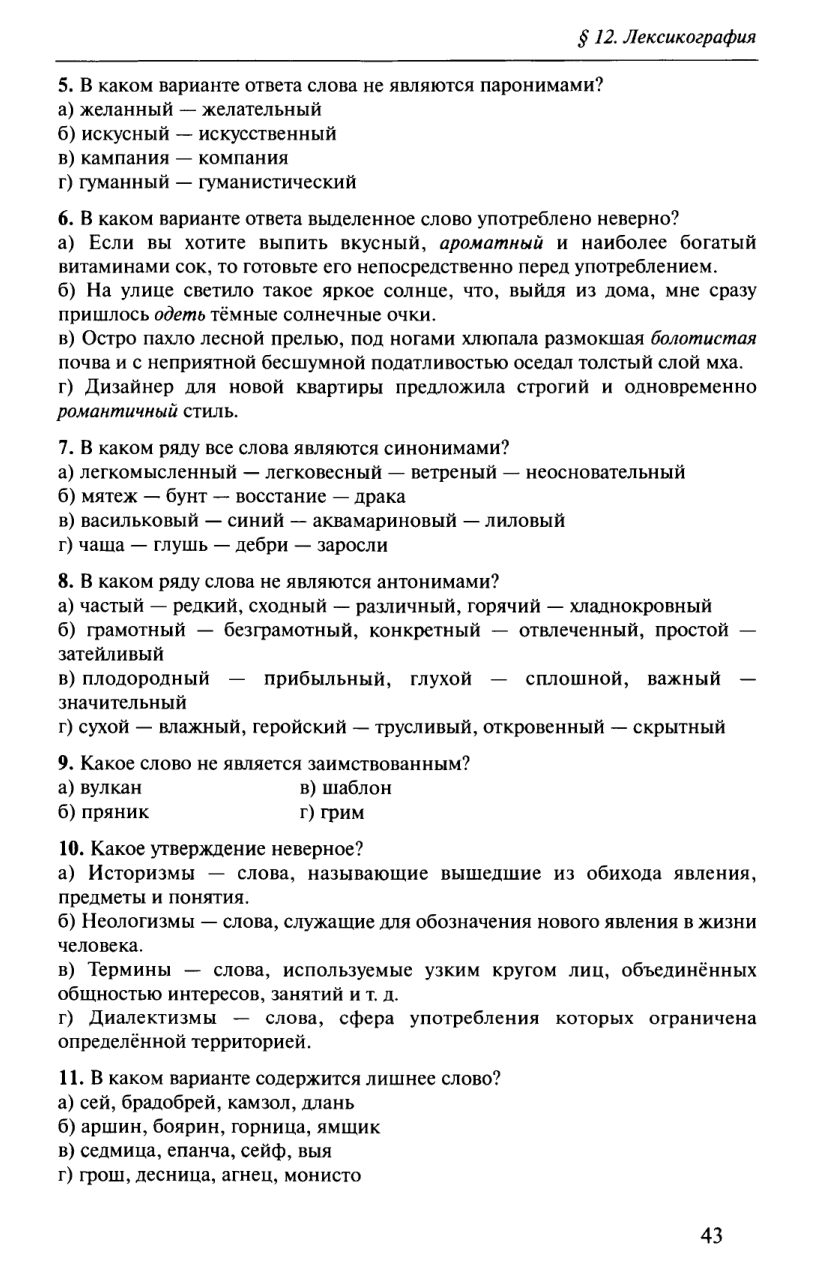 § 12. Лексикография
5. В каком варианте ответа слова не являются паронимами?
а) желанный — желательный
б) искусный — искусственный
в) кампания — компания
г) гуманный — гуманистический
6. В каком варианте ответа выделенное слово употреблено неверно?
а) Если вы хотите выпить вкусный, ароматный и наиболее богатый
витаминами сок, то готовьте его непосредственно перед употреблением.
б) На улице светило такое яркое солнце, что, выйдя из дома, мне сразу
пришлось одеть тёмные солнечные очки.
в) Остро пахло лесной прелью, под ногами хлюпала размокшая болотистая
почва и с неприятной бесшумной податливостью оседал толстый слой мха.
г) Дизайнер для новой квартиры предложила строгий и одновременно
романтичный стиль.
7. В каком ряду все слова являются синонимами?
а) легкомысленный — легковесный — ветреный — неосновательный
б) мятеж — бунт — восстание — драка
в) васильковый — синий — аквамариновый — лиловый
г) чаща — глушь — дебри — заросли
8. В каком ряду слова не являются антонимами?
а) частый — редкий, сходный — различный, горячий — хладнокровный
б) грамотный — безграмотный, конкретный — отвлеченный, простой —
затейливый
в) плодородный — прибыльный, глухой — сплошной, важный —
значительный
г) сухой — влажный, геройский — трусливый, откровенный — скрытный
9. Какое слово не является заимствованным?
а) вулкан в) шаблон
б) пряник г) грим
10. Какое утверждение неверное?
а) Историзмы — слова, называющие вышедшие из обихода явления,
предметы и понятия.
б) Неологизмы — слова, служащие для обозначения нового явления в жизни
человека.
в) Термины — слова, используемые узким кругом лиц, объединённых
общностью интересов, занятий и т. д.
г) Диалектизмы — слова, сфера употребления которых ограничена
определённой территорией.
11. В каком варианте содержится лишнее слово?
а) сей, брадобрей, камзол, длань
б) аршин, боярин, горница, ямщик
в) седмица, епанча, сейф, выя
г) грош, десница, агнец, монисто
43